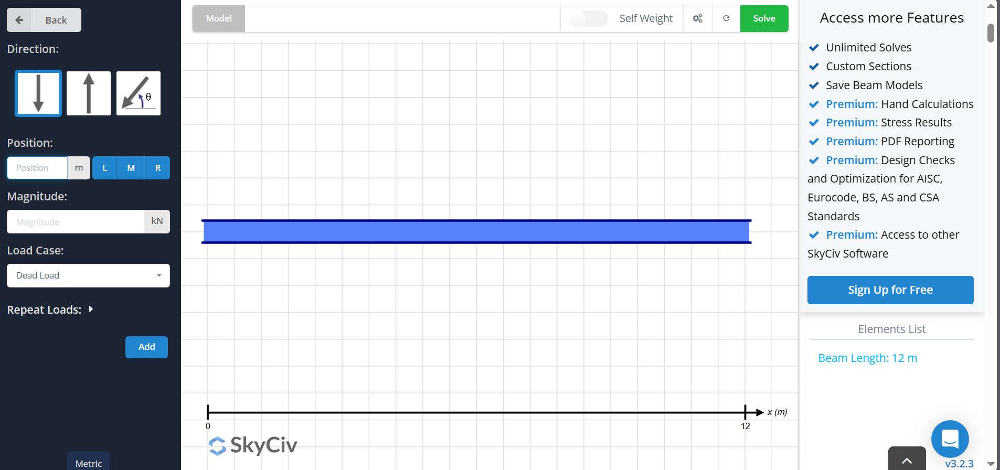 Back
Direction:
θ
Position:
Position m L M R
Magnitude:
Magnitude kN
Load Case:
Dead Load
Repeat Loads:
Add
Metric
Model
Self Weight
Solve
0
12
x (m)
SkyCiv
Access more Features
Unlimited Solves
Custom Sections
Save Beam Models
Premium: Hand Calculations
Premium: Stress Results
Premium: PDF Reporting
Premium: Design Checks
and Optimization for AISC,
Eurocode, BS, AS and CSA
Standards
Premium: Access to other
SkyCiv Software
Sign Up for Free
Elements List
Beam Length: 12 m
v3.2.3